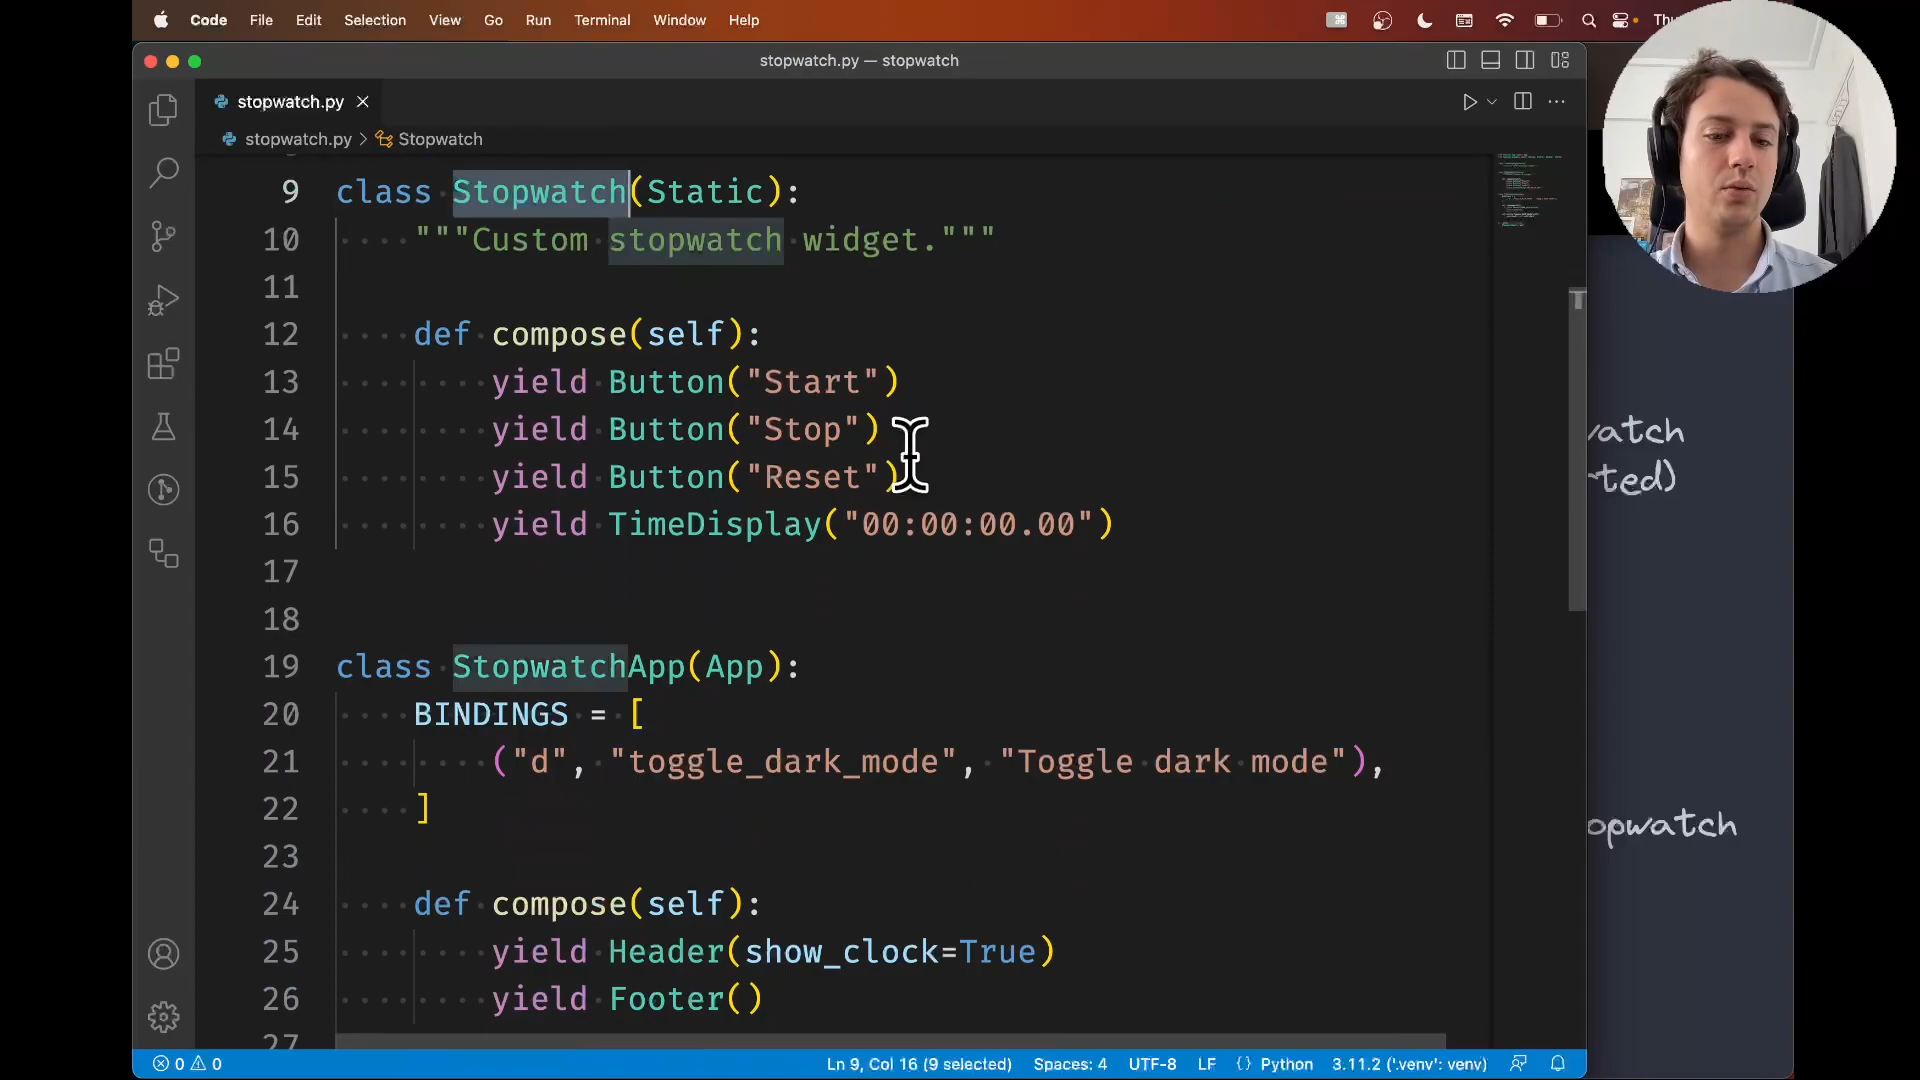 Code File Edit Selection View Go Run Terminal Window Help
stopwatch.py — stopwatch
stopwatch.py
stopwatch.py > Stopwatch
9 class Stopwatch(Static):
10 """Custom stopwatch widget."""
11
12 def compose(self):
13 yield Button("Start")
14 yield Button("Stop")
15 yield Button("Reset")
16 yield TimeDisplay("00:00:00.00")
17
18
19 class StopwatchApp(App):
20 BINDINGS = [
21 ("d", "toggle_dark_mode", "Toggle dark mode"),
22 ]
23
24 def compose(self):
25 yield Header(show_clock=True)
26 yield Footer()
27
0 0 Ln 9, Col 16 (9 selected) Spaces: 4 UTF-8 LF {} Python 3.11.2 ('.venv': venv)